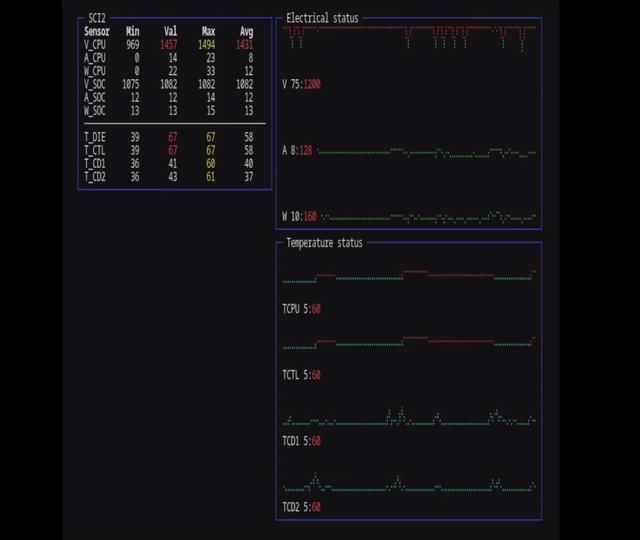 SCI2
Sensor Min Val Max Avg
V_CPU 969 1457 1494 1431
A_CPU 0 14 23 8
W_CPU 0 22 33 12
V_SOC 1075 1082 1082 1082
A_SOC 12 12 14 12
W_SOC 13 13 15 13
T_DIE 39 67 67 58
T_CTL 39 67 67 58
T_CD1 36 41 60 40
T_CD2 36 43 61 37
Electrical status
V 75:1200
A 8:128
W 10:160
Temperature status
TCPU 5:60
TCTL 5:60
TCD1 5:60
TCD2 5:60